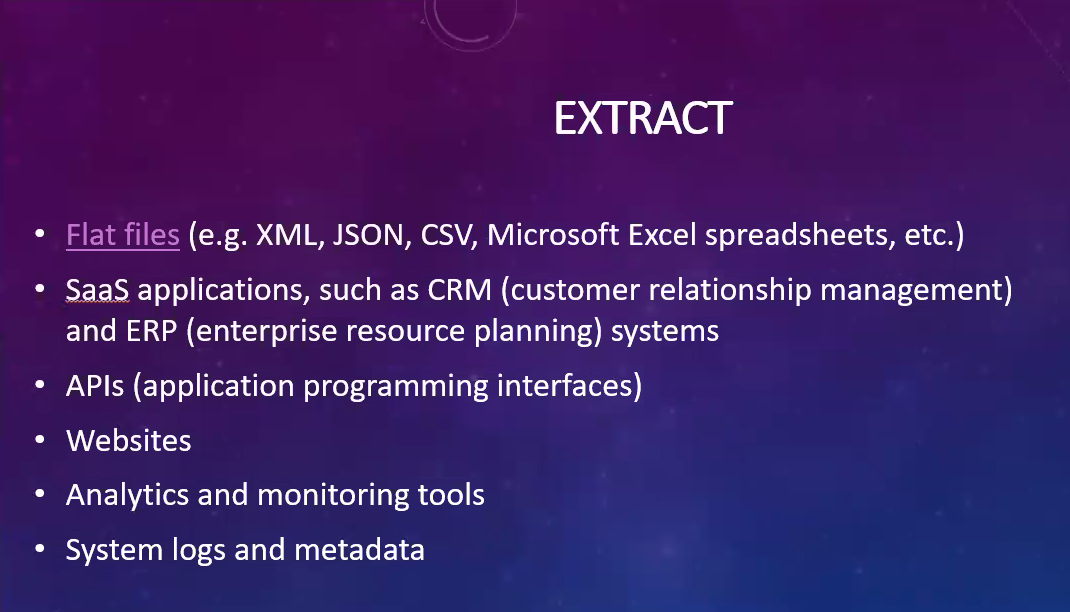 EXTRACT
• Flat files (e.g. XML, JSON, CSV, Microsoft Excel spreadsheets, etc.)
• SaaS applications, such as CRM (customer relationship management)
and ERP (enterprise resource planning) systems
• APIs (application programming interfaces)
• Websites
• Analytics and monitoring tools
• System logs and metadata